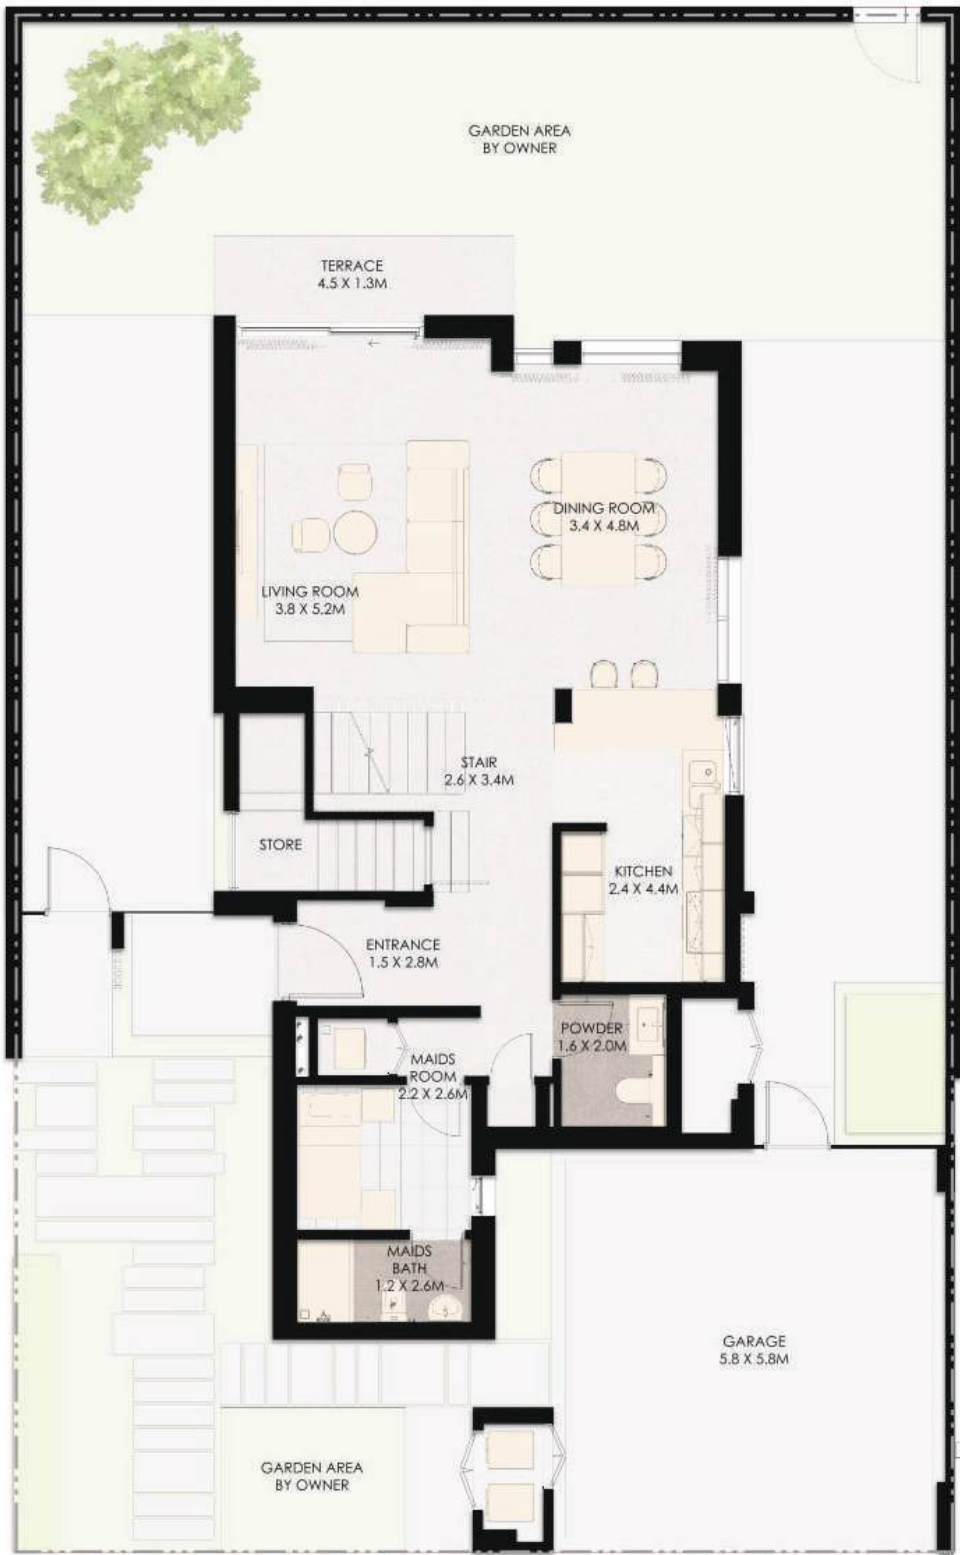 GARDEN AREA
BY OWNER
TERRACE
4.5 X 1.3M
DINING ROOM
3.4 X 4.8M
LIVING ROOM
3.8 X 5.2M
STAIR
2.6 X 3.4M
STORE
KITCHEN
2.4 X 4.4M
ENTRANCE
1.5 X 2.8M
POWDER
1.6 X 2.0M
MAIDS
ROOM
2.2 X 2.6M
MAIDS
BATH
1.2 X 2.6M
GARAGE
5.8 X 5.8M
GARDEN AREA
BY OWNER